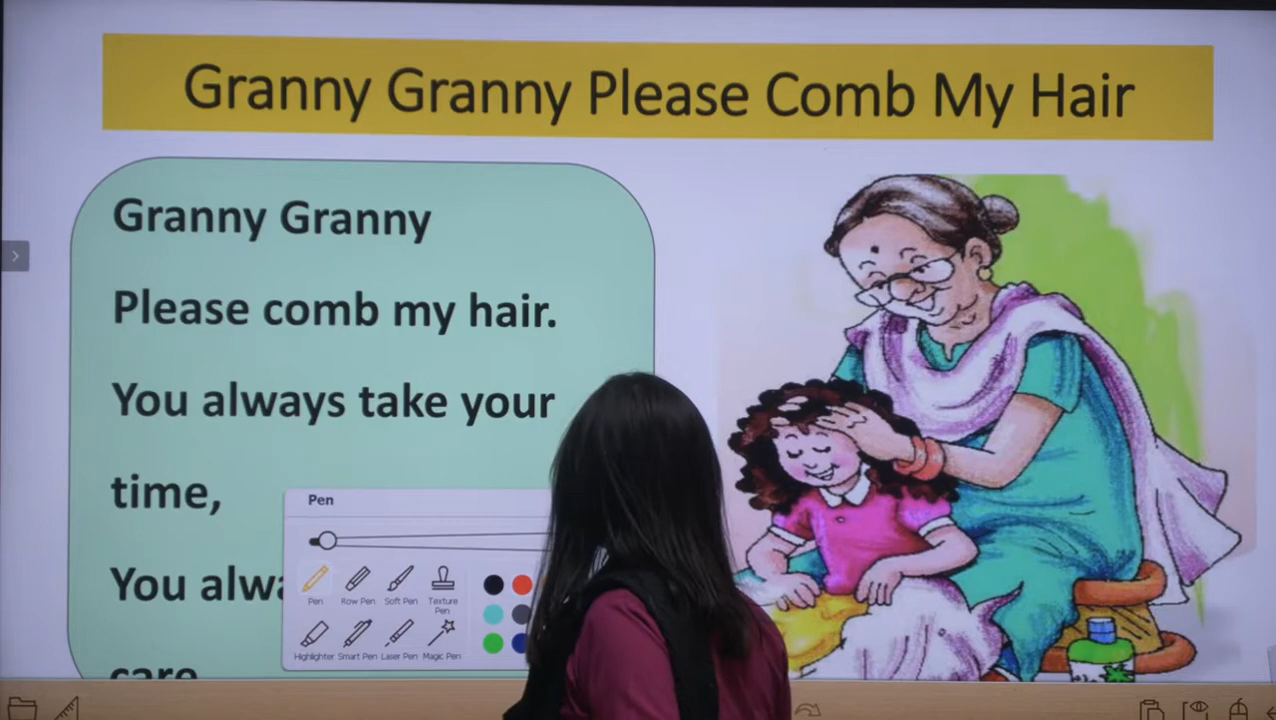 Granny Granny Please Comb My Hair
Granny Granny
Please comb my hair.
You always take your
time,
You alwa
care
Pen
Pen Row Pen Soft Pen Texture Pen
Highlighter Smart Pen Laser Pen Magic Pen